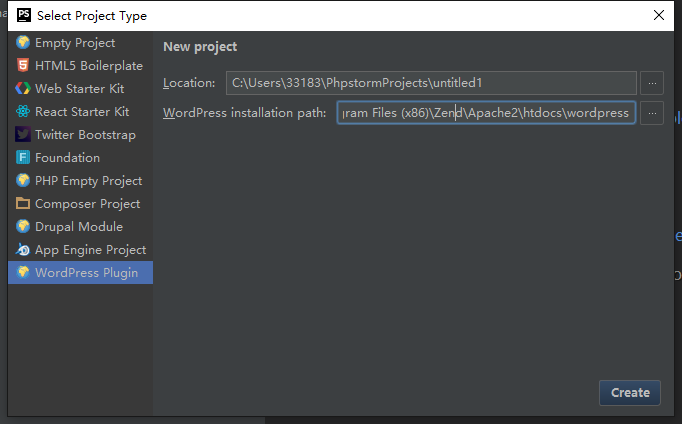 PS Select Project Type
Empty Project
HTML5 Boilerplate
Web Starter Kit
React Starter Kit
Twitter Bootstrap
Foundation
PHP Empty Project
Composer Project
Drupal Module
App Engine Project
WordPress Plugin
New project
Location: C:\Users\33183\PhpstormProjects\untitled1 ...
WordPress installation path: ram Files (x86)\Zend\Apache2\htdocs\wordpress ...
Create